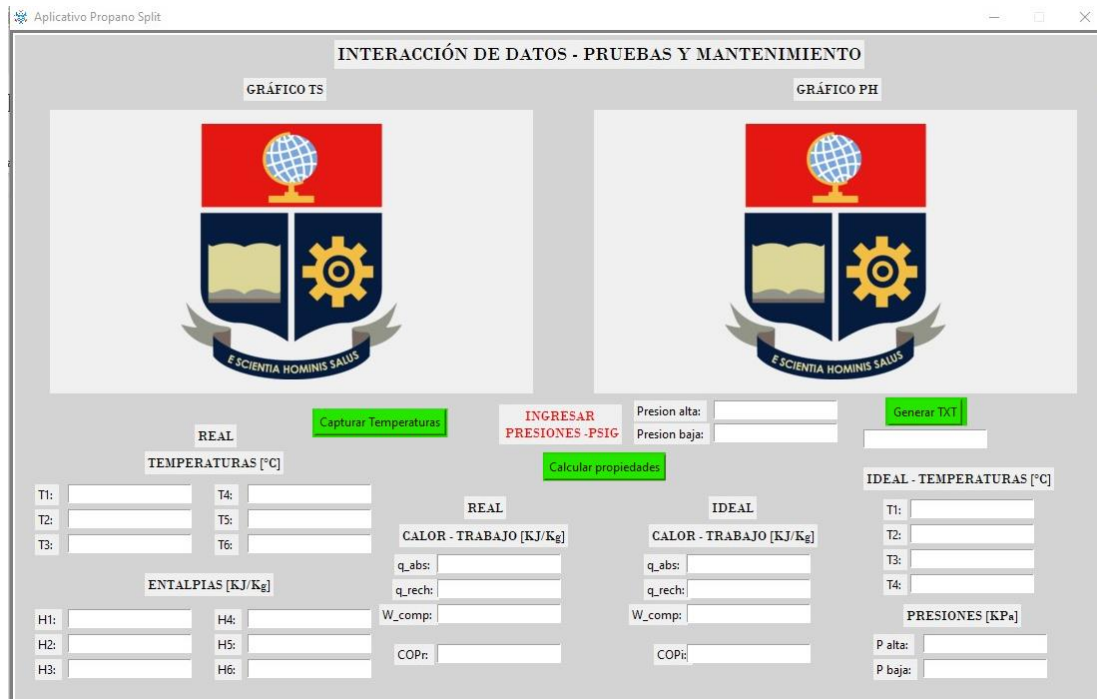 Aplicativo Propano Split
INTERACCIÓN DE DATOS - PRUEBAS Y MANTENIMIENTO
GRÁFICO TS
GRÁFICO PH
E SCIENTIA HOMINIS SALUS
E SCIENTIA HOMINIS SALUS
Capturar Temperaturas
INGRESAR
PRESIONES -PSIG
Presion alta:
Presion baja:
Generar TXT
Calcular propiedades
REAL
TEMPERATURAS [°C]
T1:
T4:
T2:
T5:
T3:
T6:
ENTALPIAS [KJ/Kg]
H1:
H4:
H2:
H5:
H3:
H6:
REAL
CALOR - TRABAJO [KJ/Kg]
q_abs:
q_rech:
W_comp:
COPr:
IDEAL
CALOR - TRABAJO [KJ/Kg]
q_abs:
q_rech:
W_comp:
COPi:
IDEAL - TEMPERATURAS [°C]
T1:
T2:
T3:
T4:
PRESIONES [KPa]
P alta:
P baja: